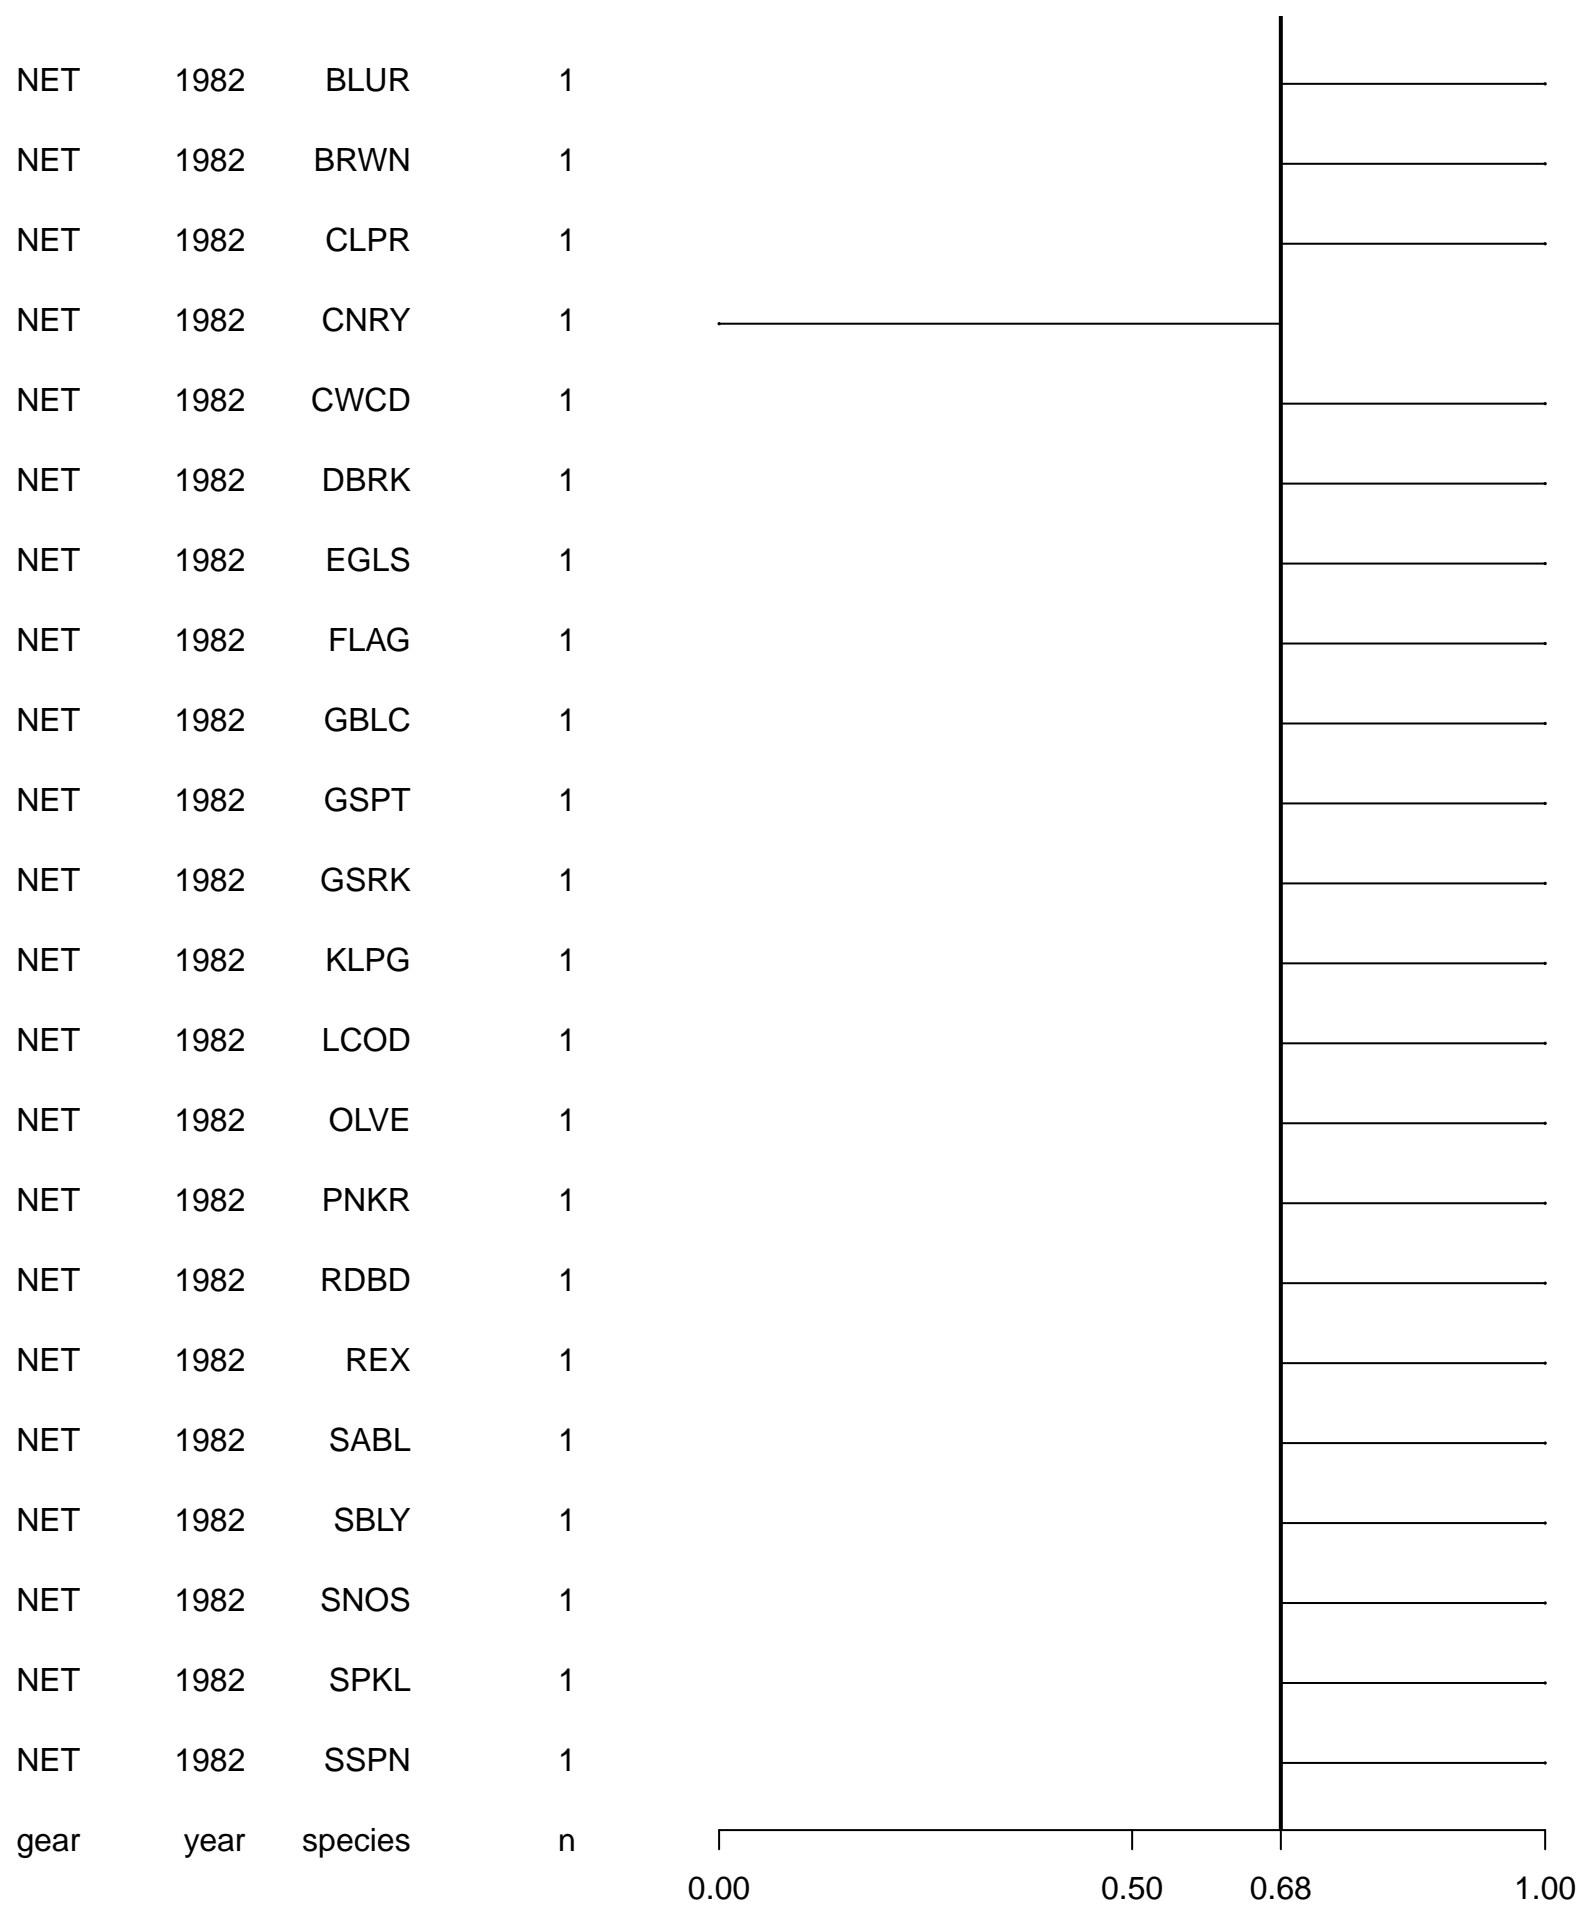 NET 1982 BLUR 1
NET 1982 BRWN 1
NET 1982 CLPR 1
NET 1982 CNRY 1
NET 1982 CWCD 1
NET 1982 DBRK 1
NET 1982 EGLS 1
NET 1982 FLAG 1
NET 1982 GBLC 1
NET 1982 GSPT 1
NET 1982 GSRK 1
NET 1982 KLPG 1
NET 1982 LCOD 1
NET 1982 OLVE 1
NET 1982 PNKR 1
NET 1982 RDBD 1
NET 1982 REX 1
NET 1982 SABL 1
NET 1982 SBLY 1
NET 1982 SNOS 1
NET 1982 SPKL 1
NET 1982 SSPN 1
gear year species n
0.00 0.50 0.68 1.00